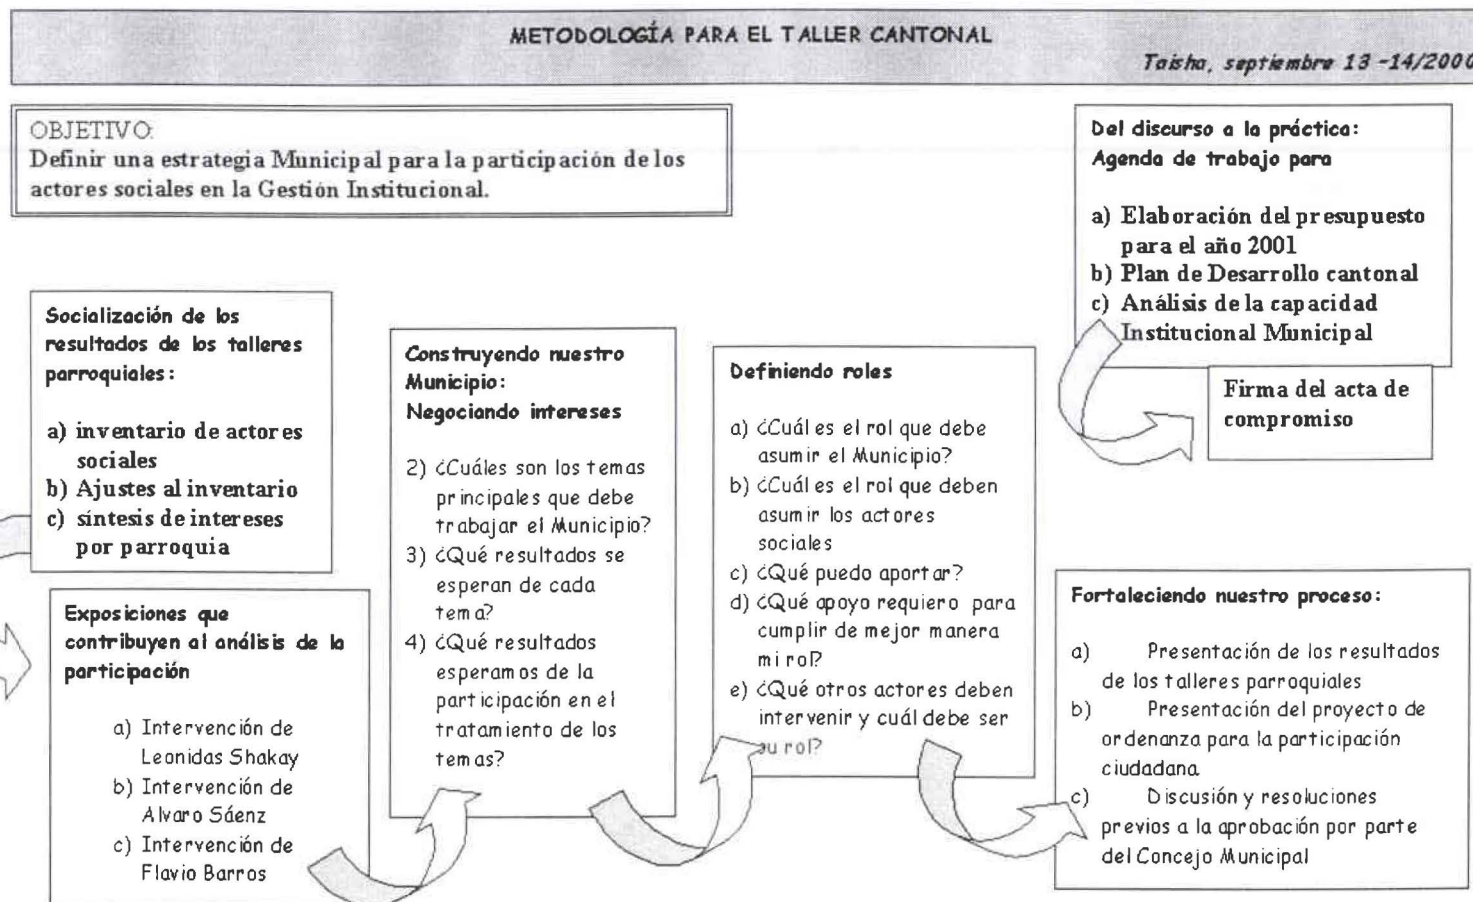 METODOLOGÍA PARA EL TALLER CANTONAL
Taisha, septiembre 13 -14/2000
OBJETIVO:
Definir una estrategia Municipal para la participación de los
actores sociales en la Gestión Institucional.
Socialización de los
resultados de los talleres
parroquiales:
a) inventario de actores
sociales
b) Ajustes al inventario
c) síntesis de intereses
por parroquia
Exposiciones que
contribuyen al análisis de la
participación
a) Intervención de
Leonidas Shakay
b) Intervención de
Alvaro Sáenz
c) Intervención de
Flavio Barros
Construyendo nuestro
Municipio:
Negociando intereses
2) ¿Cuáles son los temas
principales que debe
trabajar el Municipio?
3) ¿Qué resultados se
esperan de cada
tema?
4) ¿Qué resultados
esperamos de la
participación en el
tratamiento de los
temas?
Definiendo roles
a) ¿Cuál es el rol que debe
asumir el Municipio?
b) ¿Cuál es el rol que deben
asumir los actores
sociales
c) ¿Qué puedo aportar?
d) ¿Qué apoyo requiero para
cumplir de mejor manera
mi rol?
e) ¿Qué otros actores deben
intervenir y cuál debe ser
su rol?
Fortaleciendo nuestro proceso:
a) Presentación de los resultados
de los talleres parroquiales
b) Presentación del proyecto de
ordenanza para la participación
ciudadana
c) Discusión y resoluciones
previos a la aprobación por parte
del Concejo Municipal
Del discurso a la práctica:
Agenda de trabajo para
a) Elaboración del presupuesto
para el año 2001
b) Plan de Desarrollo cantonal
c) Análisis de la capacidad
Institucional Municipal
Firma del acta de
compromiso